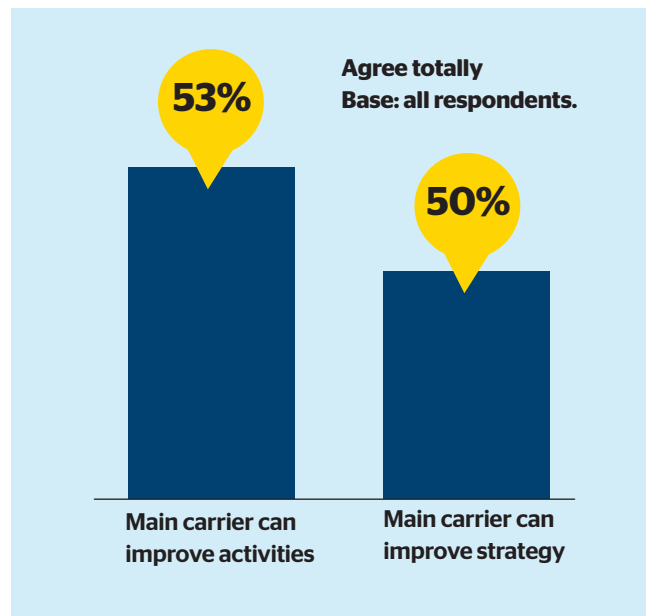 53%
Agree totally
Base: all respondents.
50%
Main carrier can
improve activities
Main carrier can
improve strategy